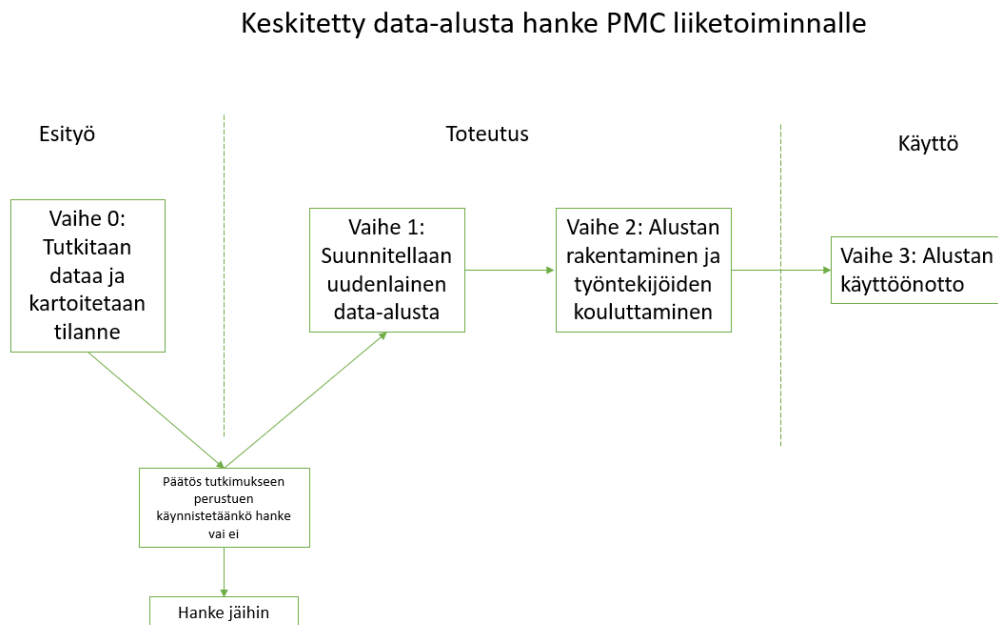 Keskitetty data-alusta hanke PMC liiketoiminnalle
Esityö
Toteutus
Käyttö
Vaihe 0:
Tutkitaan
dataa ja
kartoitetaan
tilanne
Vaihe 1:
Suunnitellaan
uudenlainen
data-alusta
Vaihe 2: Alustan
rakentaminen ja
työntekijöiden
kouluttaminen
Vaihe 3: Alustan
käyttöönotto
Päätös tutkimukseen
perustuen
käynnistetäänkö hanke
vai ei
Hanke jäihin